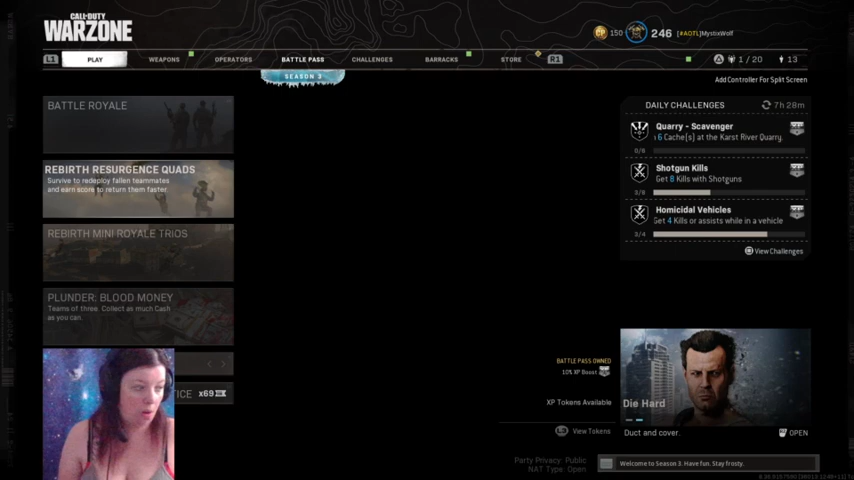 CALL OF DUTY
WARZONE
CP 150 246 [#AOTL]MystixWolf
L1 PLAY WEAPONS OPERATORS BATTLE PASS CHALLENGES BARRACKS STORE R1 1 / 20 13
SEASON 3
Add Controller For Split Screen
BATTLE ROYALE
REBIRTH RESURGENCE QUADS
Survive to redeploy fallen teammates
and earn score to return them faster.
REBIRTH MINI ROYALE TRIOS
PLUNDER: BLOOD MONEY
Teams of three. Collect as much Cash
as you can.
TICE x69
DAILY CHALLENGES 7h 28m
Quarry - Scavenger
6 Cache(s) at the Karst River Quarry.
0/6
Shotgun Kills
Get 8 Kills with Shotguns
3/8
Homicidal Vehicles
Get 4 Kills or assists while in a vehicle
3/4
View Challenges
BATTLE PASS OWNED
10% XP Boost
XP Tokens Available
L3 View Tokens
Die Hard
Duct and cover.
OPEN
Party Privacy: Public
NAT Type: Open
Welcome to Season 3. Have fun. Stay frosty.